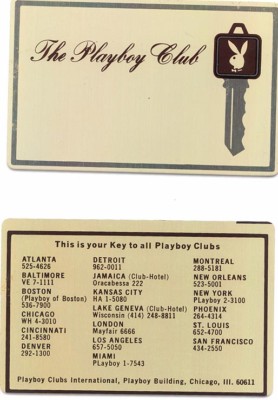 The Playboy Club
This is your Key to all Playboy Clubs
ATLANTA
525-4626
BALTIMORE
VE 7-1111
BOSTON
(Playboy of Boston)
536-7900
CHICAGO
WH 4-3010
CINCINNATI
241-8580
DENVER
292-1300
DETROIT
962-0011
JAMAICA (Club-Hotel)
Oracabessa 222
KANSAS CITY
HA 1-5080
LAKE GENEVA (Club-Hotel)
Wisconsin (414) 248-8811
LONDON
Mayfair 6666
LOS ANGELES
657-5050
MIAMI
PLayboy 1-7543
MONTREAL
288-5181
NEW ORLEANS
523-5001
NEW YORK
PLayboy 2-3100
PHOENIX
264-4314
ST. LOUIS
652-4700
SAN FRANCISCO
434-2550
Playboy Clubs International, Playboy Building, Chicago, Ill. 60611